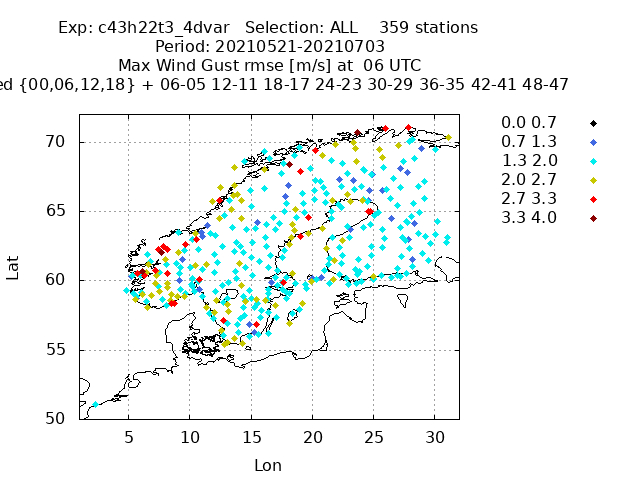 Exp: c43h22t3_4dvar Selection: ALL 359 stations
Period: 20210521-20210703
Max Wind Gust rmse [m/s] at 06 UTC
ed {00,06,12,18} + 06-05 12-11 18-17 24-23 30-29 36-35 42-41 48-47
0.0 0.7
0.7 1.3
1.3 2.0
2.0 2.7
2.7 3.3
3.3 4.0
70
65
60
55
50
Lat
5 10 15 20 25 30
Lon